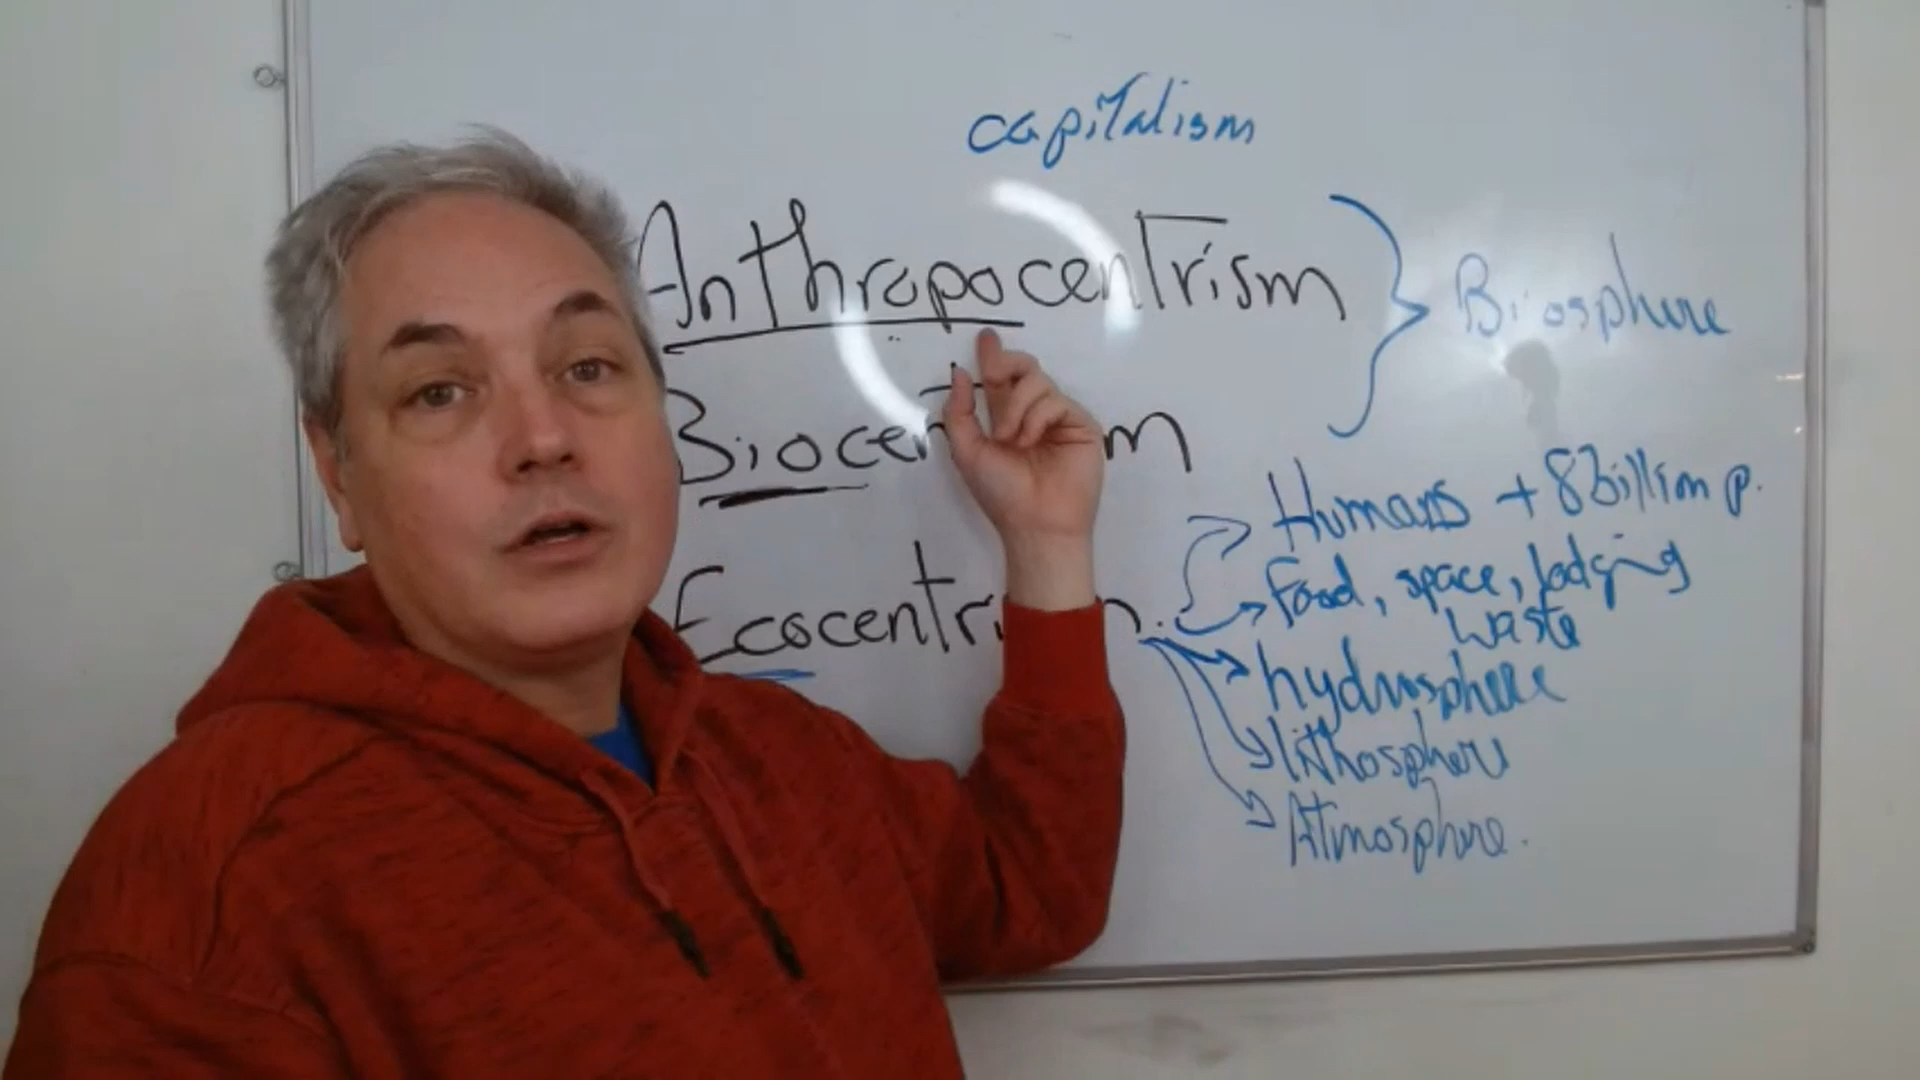 capitalism
Anthropocentrism
Biosphere
Biocentrism
Humans + 8 billion p.
Food, space, lodging
waste
Ecocentrism.
hydrosphere
lithosphere
Atmosphere.